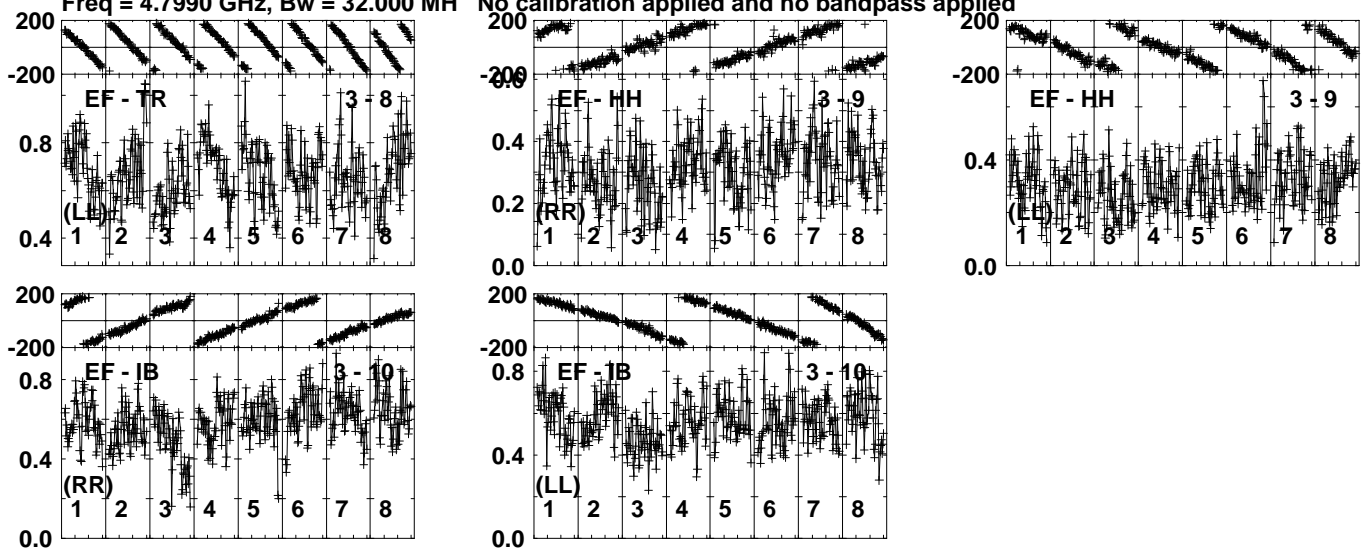 Freq = 4.7990 GHz, Bw = 32.000 MH No calibration applied and no bandpass applied
200 200 200
-200 -200 -200
0.6
EF - TR 3 - 8 EF - HH 3 - 9 EF - HH 3 - 9
0.8 0.4 0.4
(LL) 0.2 (RR) (LL)
1 2 3 4 5 6 7 8 1 2 3 4 5 6 7 8 1 2 3 4 5 6 7 8
0.4 0.0 0.0
200 200
-200 -200
EF - IB 3 - 10 EF - IB 3 - 10
0.8 0.8
0.4 0.4
(RR) (LL)
1 2 3 4 5 6 7 8 1 2 3 4 5 6 7 8
0.0 0.0